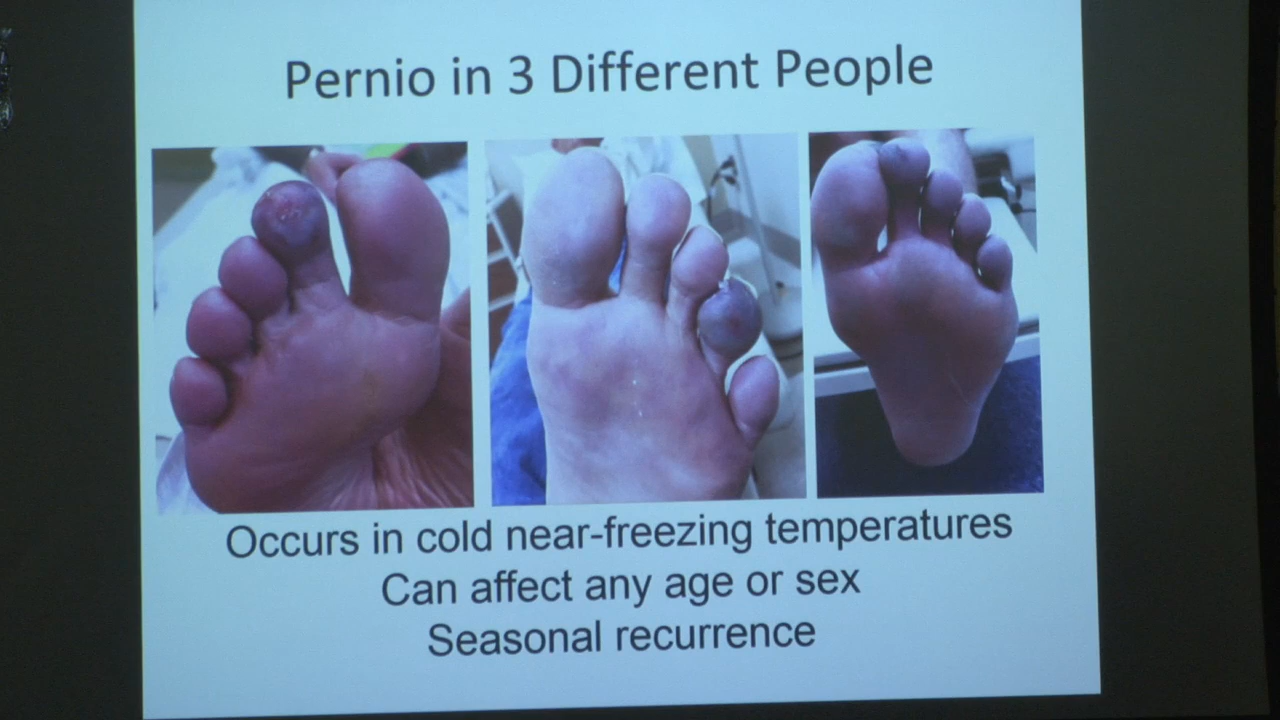 Pernio in 3 Different People
Occurs in cold near-freezing temperatures
Can affect any age or sex
Seasonal recurrence